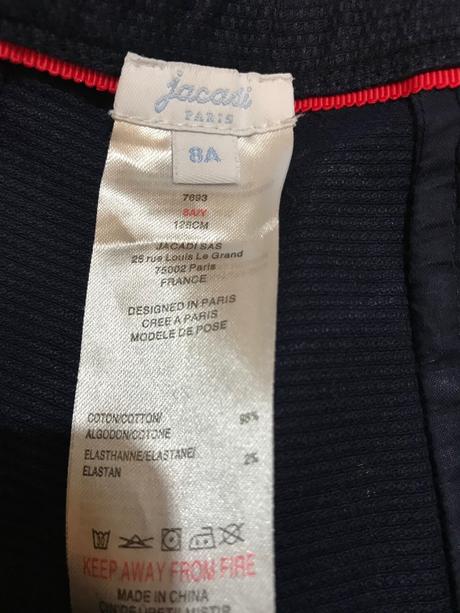 jacadi
PARIS
8A
7693
8A/Y
128CM
JACADI SAS
25 rue Louis Le Grand
75002 Paris
FRANCE
DESIGNED IN PARIS
CREE A PARIS
MODELE DE POSE
COTON/COTTON/ 98%
ALGODON/COTONE
ELASTHANNE/ELASTANE/ 2%
ELASTAN
KEEP AWAY FROM FIRE
MADE IN CHINA